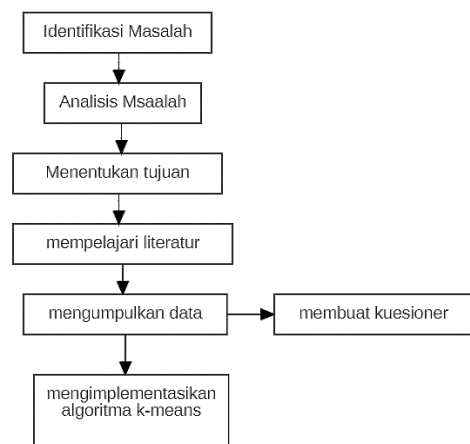 Identifikasi Masalah
Analisis Msaalah
Menentukan tujuan
mempelajari literatur
mengumpulkan data
membuat kuesioner
mengimplementasikan
algoritma k-means